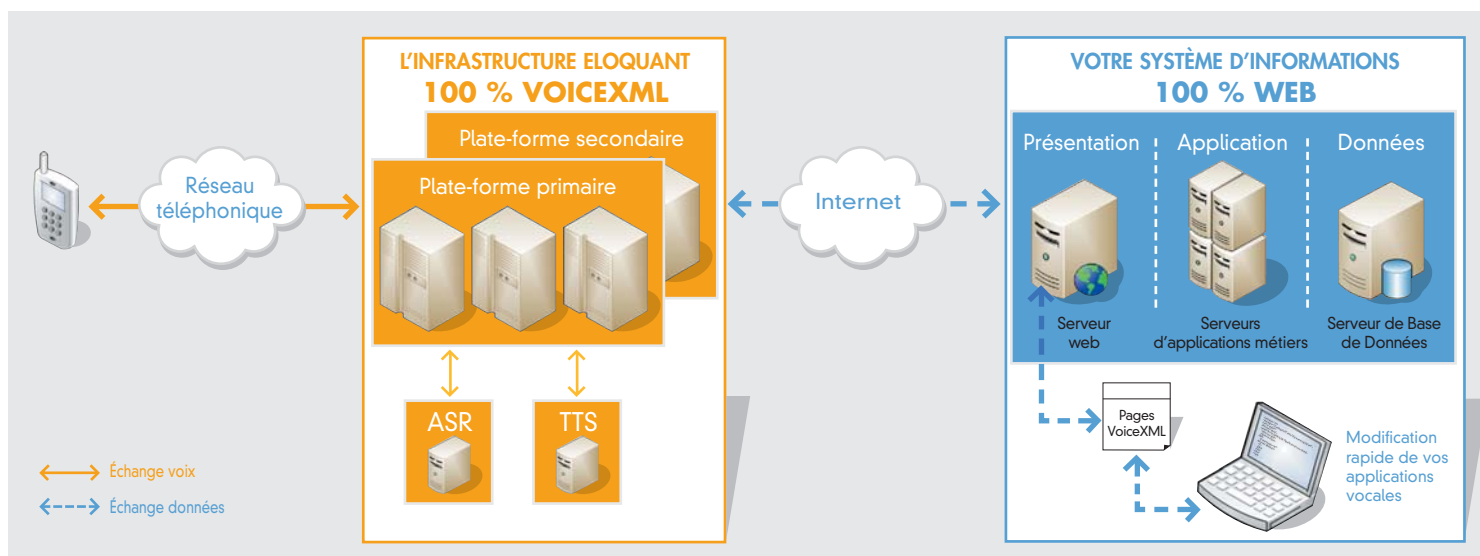 L'INFRASTRUCTURE ELOQUANT
100 % VOICEXML
Plate-forme secondaire
Plate-forme primaire
Réseau
téléphonique
ASR
TTS
Échange voix
Échange données
Internet
VOTRE SYSTÈME D'INFORMATIONS
100 % WEB
Présentation
Application
Données
Serveur
web
Serveurs
d'applications métiers
Serveur de Base
de Données
Pages
VoiceXML
Modification
rapide de vos
applications
vocales